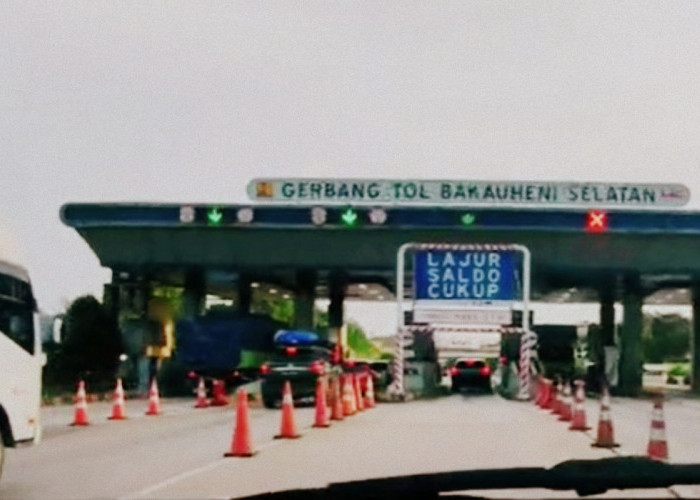 GERBANG TOL BAKAUHENI SELATAN
LAJUR
SALDO
CUKUP